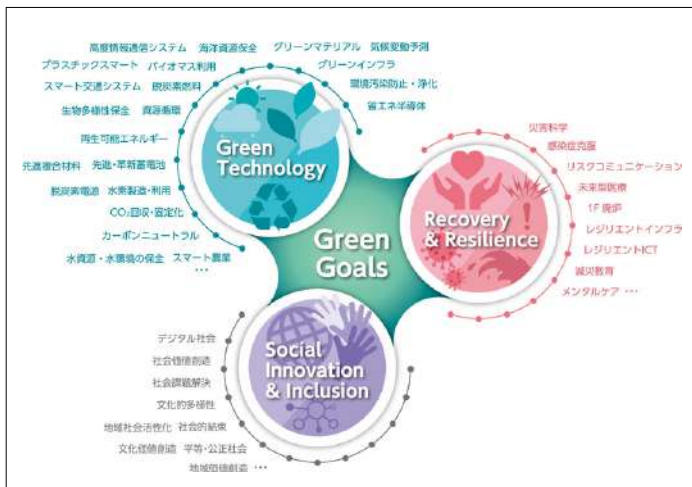 高度情報通信システム 海洋資源保全 グリーンマテリアル 気候変動予測
プラスチックスマート バイオマス利用 グリーンインフラ
スマート交通システム 脱炭素燃料 環境汚染防止・浄化
生物多様性保全 資源循環 省エネ半導体
再生可能エネルギー
先進複合材料 先進・革新蓄電池
脱炭素電源 水素製造・利用
CO₂回収・固定化
カーボンニュートラル
水資源・水環境の保全 スマート農業
…
Green
Technology
Green
Goals
災害科学
感染症克服
リスクコミュニケーション
未来型医療
1F 廃炉
レジリエントインフラ
レジリエントICT
減災教育
メンタルケア …
Recovery
& Resilience
デジタル社会
社会価値創造
社会課題解決
文化的多様性
地域社会活性化 社会的結束
文化価値創造 平等・公正社会
地域価値創造 …
Social
Innovation
& Inclusion